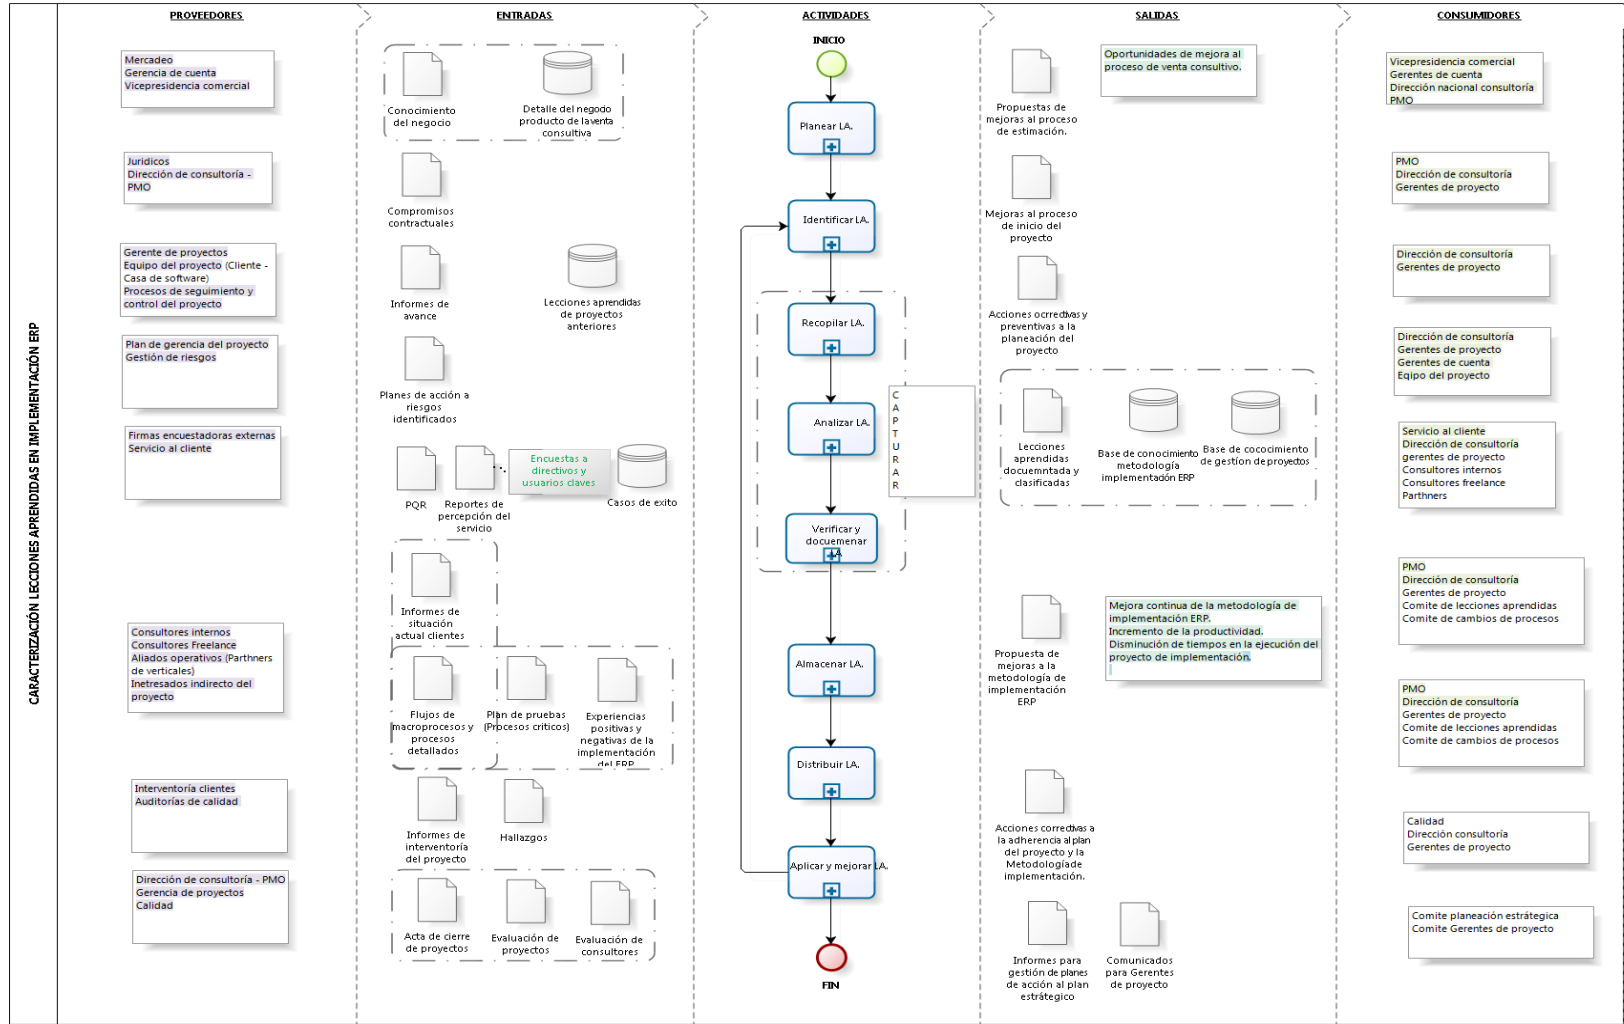 CARACTERIZACIÓN LECCIONES APRENDIDAS EN IMPLEMENTACIÓN ERP
PROVEEDORES
Mercadeo
Gerencia de cuenta
Vicepresidencia comercial
Juridicos
Dirección de consultoría -
PMO
Gerente de proyectos
Equipo del proyecto (Cliente -
Casa de software)
Procesos de seguimiento y
control del proyecto
Plan de gerencia del proyecto
Gestión de riesgos
Firmas encuestadoras externas
Servicio al cliente
Consultores internos
Consultores Freelance
Aliados operativos (Parthners
de verticales)
Inetresados indirecto del
proyecto
Interventoría clientes
Auditorías de calidad
Dirección de consultoría - PMO
Gerencia de proyectos
Calidad
ENTRADAS
Conocimiento
del negocio
Detalle del negodo
producto de laventa
consultiva
Compromisos
contractuales
Informes de
avance
Lecciones aprendidas
de proyectos
anteriores
Planes de acción a
riesgos
identificados
PQR
Reportes de
percepción del
servicio
Encuestas a
directivos y
usuarios claves
Casos de exito
Informes de
situación
actual clientes
Flujos de
macroprocesos y
procesos
detallados
Plan de pruebas
(Procesos criticos)
Experiencias
positivas y
negativas de la
implementación
del ERP
Informes de
interventoría
del proyecto
Hallazgos
Acta de cierre
de proyectos
Evaluación de
proyectos
Evaluación de
consultores
ACTIVIDADES
INICIO
Planear LA.
Identificar LA.
Recopilar LA.
Analizar LA.
C
A
P
T
U
R
A
R
Verificar y
docuemenar
LA
Almacenar LA.
Distribuir LA.
Aplicar y mejorar LA.
FIN
SALIDAS
Propuestas de
mejoras al proceso
de estimación.
Oportunidades de mejora al
proceso de venta consultivo.
Mejoras al proceso
de inicio del
proyecto
Acciones ocrrectivas y
preventivas a la
planeación del
proyecto
Lecciones
aprendidas
docuemntada y
clasificadas
Base de conocimiento
metodología
implementación ERP
Base de cococimiento
de gestíon de proyectos
Propuesta de
mejoras a la
metodología de
implementación
ERP
Mejora continua de la metodología de
implementación ERP.
Incremento de la productividad.
Disminución de tiempos en la ejecución del
proyecto de implementación.
Acciones correctivas a
la adherencia al plan
del proyecto y la
Metodologíade
implementación.
Informes para
gestión de planes
de acción al plan
estrátegico
Comunicados
para Gerentes
de proyecto
CONSUMIDORES
Vicepresidencia comercial
Gerentes de cuenta
Dirección nacional consultoría
PMO
PMO
Dirección de consultoría
Gerentes de proyecto
Dirección de consultoría
Gerentes de proyecto
Dirección de consultoría
Gerentes de proyecto
Gerentes de cuenta
Eqipo del proyecto
Servicio al cliente
Dirección de consultoría
gerentes de proyecto
Consultores internos
Consultores freelance
Parthners
PMO
Dirección de consultoría
Gerentes de proyecto
Comite de lecciones aprendidas
Comite de cambios de procesos
PMO
Dirección de consultoría
Gerentes de proyecto
Comite de lecciones aprendidas
Comite de cambios de procesos
Calidad
Dirección consultoría
Gerentes de proyecto
Comite planeación estrátegica
Comite Gerentes de proyecto